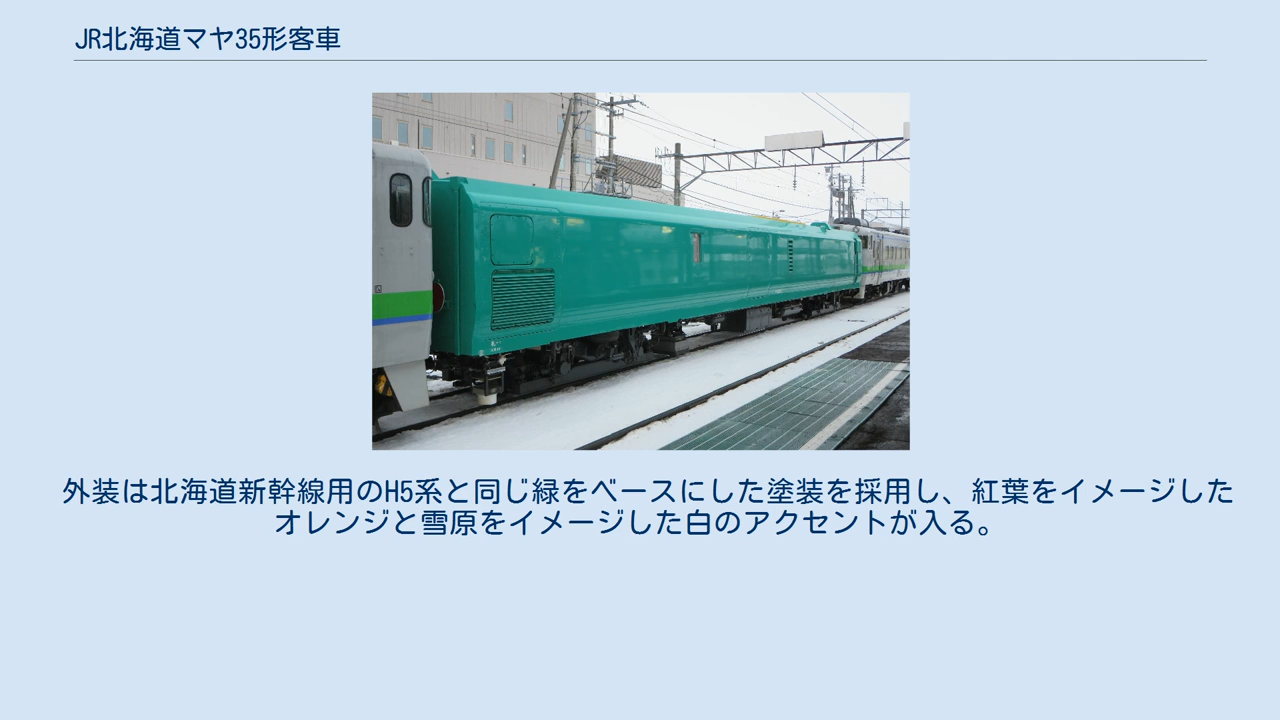 JR北海道マヤ35形客車
外装は北海道新幹線用のH5系と同じ緑をベースにした塗装を採用し、紅葉をイメージした
オレンジと雪原をイメージした白のアクセントが入る。